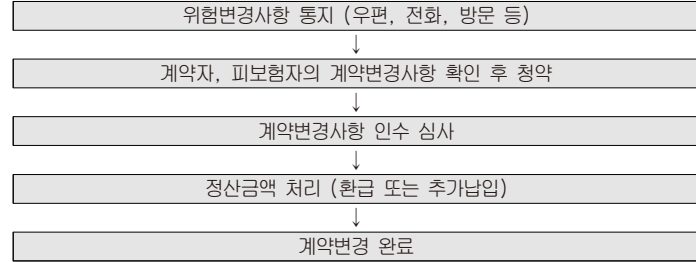 위험변경사항 통지 (우편, 전화, 방문 등)
↓
계약자, 피보험자의 계약변경사항 확인 후 청약
↓
계약변경사항 인수 심사
↓
정산금액 처리 (환급 또는 추가납입)
↓
계약변경 완료